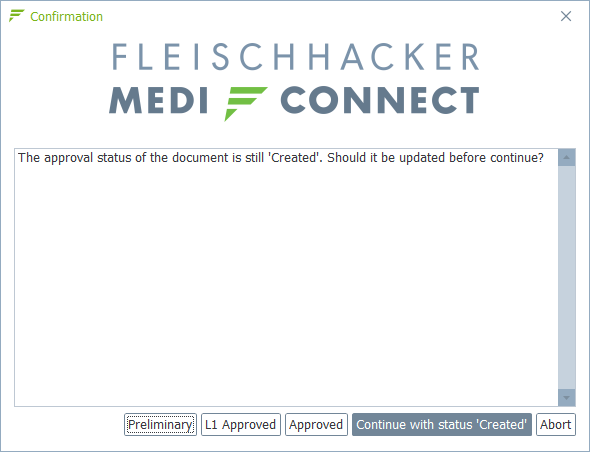 Confirmation
FLEISCHHACKER
MEDI CONNECT
The approval status of the document is still 'Created'. Should it be updated before continue?
Preliminary L1 Approved Approved Continue with status 'Created' Abort